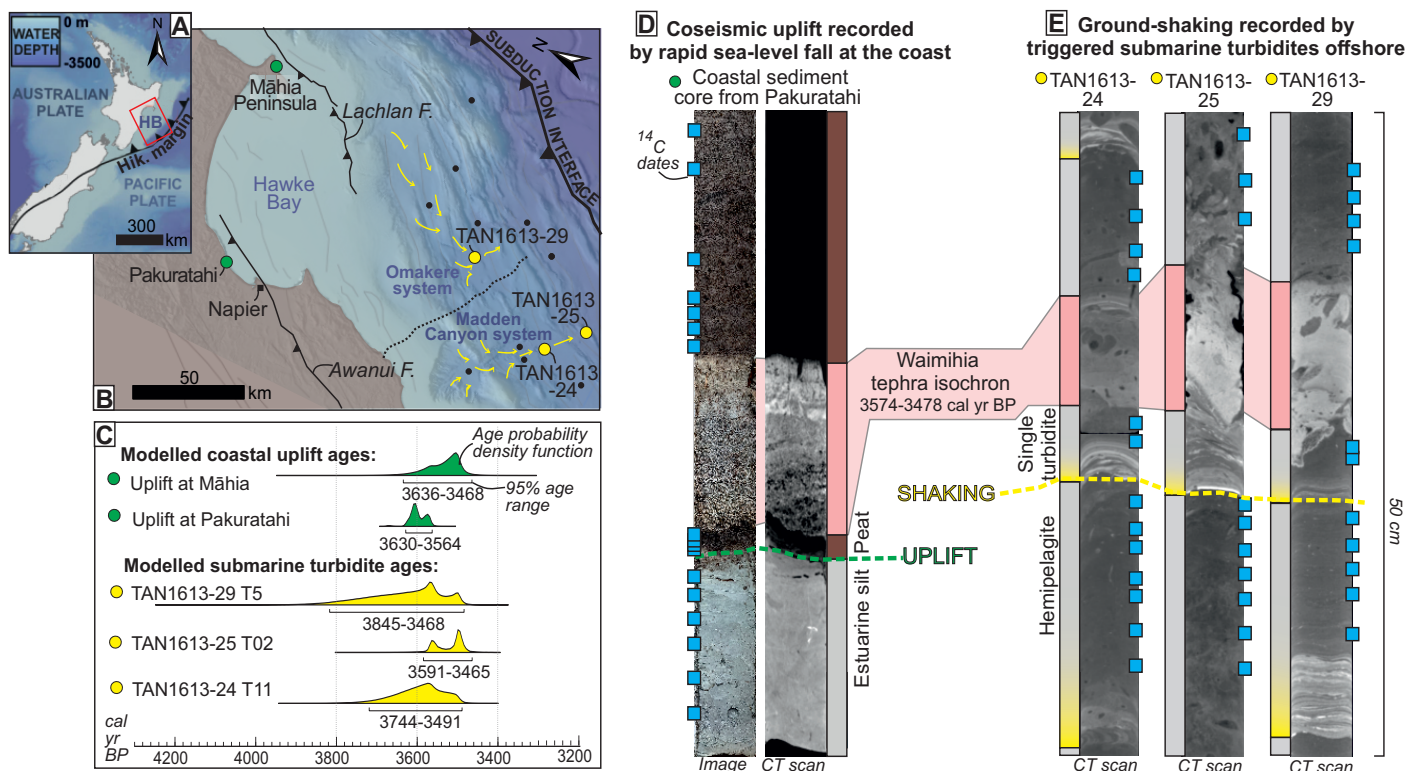 A
0 m
WATER
DEPTH
-3500
N
AUSTRALIAN
PLATE
HB
Hik. margin
PACIFIC
PLATE
300
km
B
N
SUBDUCTION INTERFACE
Māhia
Peninsula
Lachlan F.
Hawke
Bay
TAN1613-29
Pakuratahi
Omakere
system
Napier
TAN1613
-25
Madden
Canyon system
TAN1613
-24
Awanui F.
50
km
C
Modelled coastal uplift ages:
Age probability
density function
Uplift at Māhia
3636-3468
95% age
range
Uplift at Pakuratahi
3630-3564
Modelled submarine turbidite ages:
TAN1613-29 T5
3845-3468
TAN1613-25 T02
3591-3465
TAN1613-24 T11
3744-3491
cal
yr
BP
4200
4000
3800
3600
3400
3200
D
Coseismic uplift recorded
by rapid sea-level fall at the coast
Coastal sediment
core from Pakuratahi
14C
dates
Peat
Estuarine silt
UPLIFT
Image
CT scan
Waimihia
tephra isochron
3574-3478 cal yr BP
E
Ground-shaking recorded by
triggered submarine turbidites offshore
TAN1613-
24
TAN1613-
25
TAN1613-
29
Single
turbidite
SHAKING
Hemipelagite
50 cm
CT scan
CT scan
CT scan